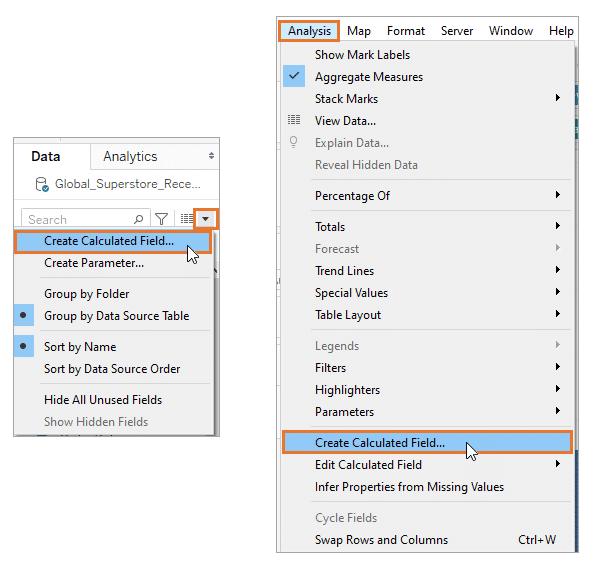 Data
Analytics
Global_Superstore_Rece...
Search
Create Calculated Field...
Create Parameter...
Group by Folder
Group by Data Source Table
Sort by Name
Sort by Data Source Order
Hide All Unused Fields
Show Hidden Fields
Analysis Map Format Server Window Help
Show Mark Labels
Aggregate Measures
Stack Marks
View Data...
Explain Data...
Reveal Hidden Data
Percentage Of
Totals
Forecast
Trend Lines
Special Values
Table Layout
Legends
Filters
Highlighters
Parameters
Create Calculated Field...
Edit Calculated Field
Infer Properties from Missing Values
Cycle Fields
Swap Rows and Columns Ctrl+W